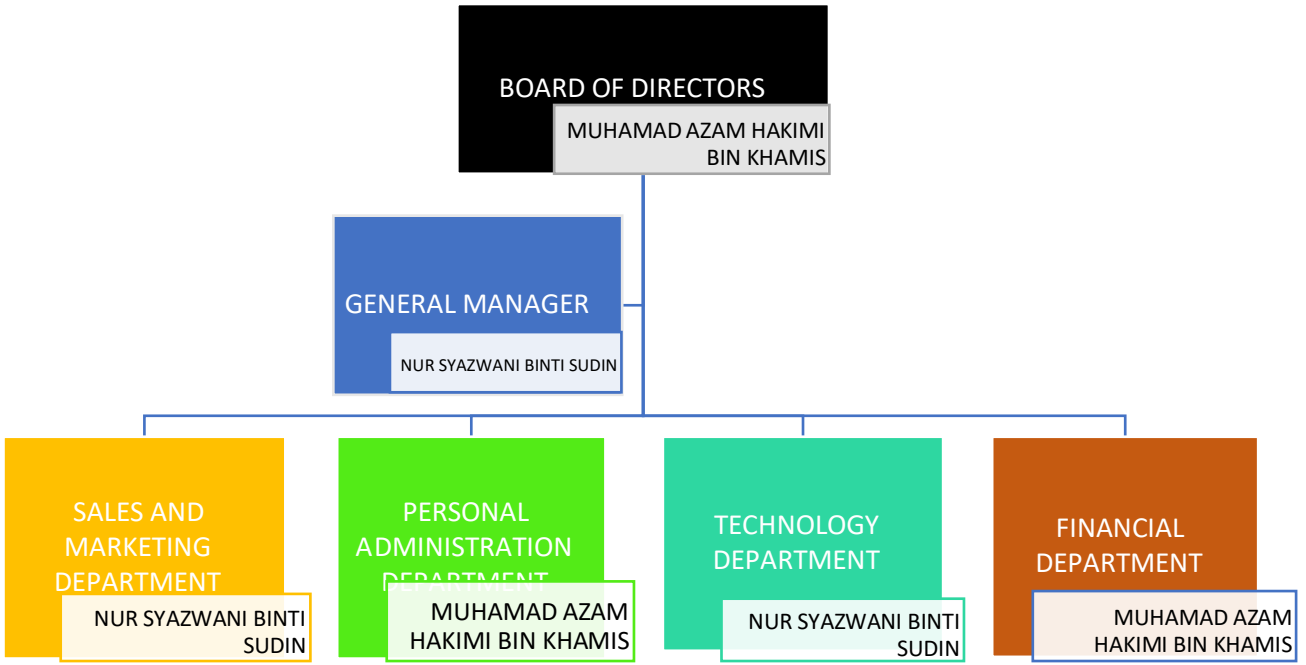 BOARD OF DIRECTORS
MUHAMAD AZAM HAKIMI
BIN KHAMIS
GENERAL MANAGER
NUR SYAZWANI BINTI SUDIN
SALES AND
MARKETING
DEPARTMENT
NUR SYAZWANI BINTI
SUDIN
PERSONAL
ADMINISTRATION
DEPARTMENT
MUHAMAD AZAM
HAKIMI BIN KHAMIS
TECHNOLOGY
DEPARTMENT
NUR SYAZWANI BINTI
SUDIN
FINANCIAL
DEPARTMENT
MUHAMAD AZAM
HAKIMI BIN KHAMIS